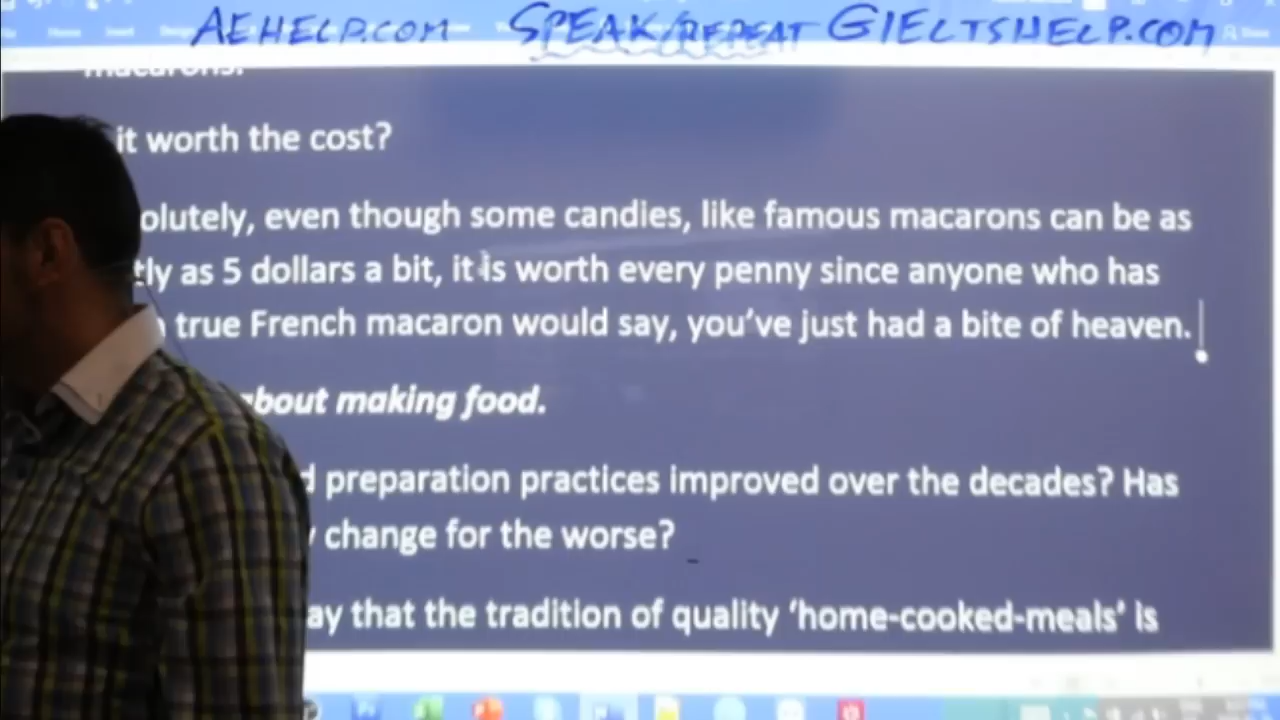 AEHELP.COM SPEAK/REPEAT GIELTSHELP.COM
macarons.
it worth the cost?
olutely, even though some candies, like famous macarons can be as
tly as 5 dollars a bit, it is worth every penny since anyone who has
true French macaron would say, you've just had a bite of heaven.
about making food.
d preparation practices improved over the decades? Has
y change for the worse?
ay that the tradition of quality 'home-cooked-meals' is